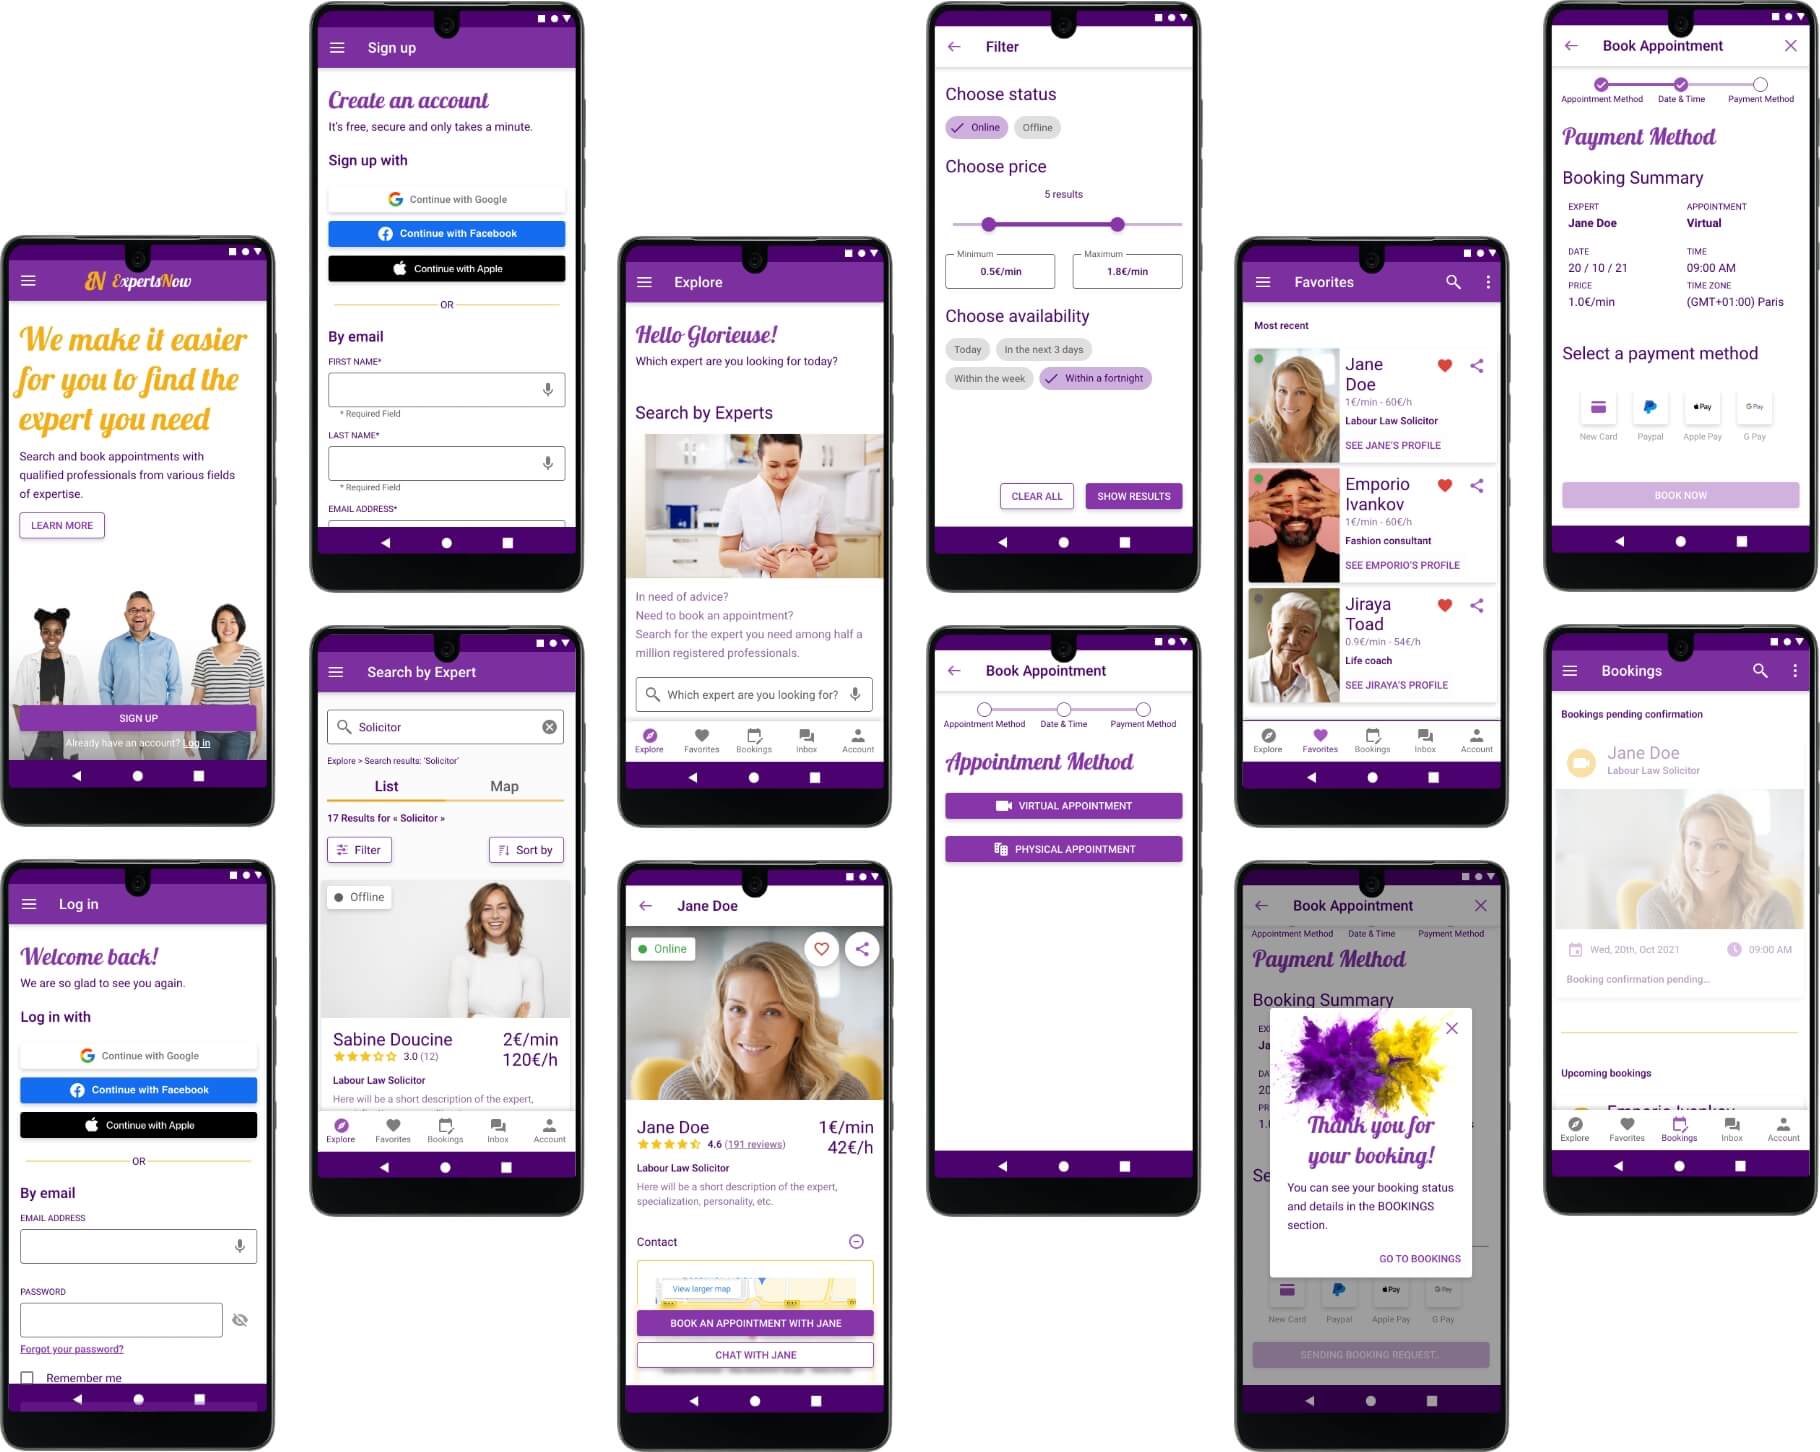 ExpertsNow
We make it easier
for you to find the
expert you need
Search and book appointments with
qualified professionals from various fields
of expertise.
LEARN MORE
SIGN UP
Already have an account? Log in
Log in
Welcome back!
We are so glad to see you again.
Log in with
Continue with Google
Continue with Facebook
Continue with Apple
OR
By email
EMAIL ADDRESS
PASSWORD
Forgot your password?
Remember me
Sign up
Create an account
It's free, secure and only takes a minute.
Sign up with
Continue with Google
Continue with Facebook
Continue with Apple
OR
By email
FIRST NAME*
* Required Field
LAST NAME*
* Required Field
EMAIL ADDRESS*
Search by Expert
Solicitor
Explore > Search results: 'Solicitor'
List Map
17 Results for « Solicitor »
Filter Sort by
Offline
Sabine Doucine 2€/min
3.0 (12) 120€/h
Labour Law Solicitor
Here will be a short description of the expert,
Explore Favorites Bookings Inbox Account
Explore
Hello Glorieuse!
Which expert are you looking for today?
Search by Experts
In need of advice?
Need to book an appointment?
Search for the expert you need among half a
million registered professionals.
Which expert are you looking for?
Explore Favorites Bookings Inbox Account
Jane Doe
Online
Jane Doe 1€/min
4.6 (191 reviews) 42€/h
Labour Law Solicitor
Here will be a short description of the expert,
specialization, personality, etc.
Contact
View larger map
BOOK AN APPOINTMENT WITH JANE
CHAT WITH JANE
Filter
Choose status
Online Offline
Choose price
5 results
Minimum Maximum
0.5€/min 1.8€/min
Choose availability
Today In the next 3 days
Within the week Within a fortnight
CLEAR ALL SHOW RESULTS
Book Appointment
Appointment Method Date & Time Payment Method
Appointment Method
VIRTUAL APPOINTMENT
PHYSICAL APPOINTMENT
Favorites
Most recent
Jane
Doe
1€/min - 60€/h
Labour Law Solicitor
SEE JANE'S PROFILE
Emporio
Ivankov
1€/min - 60€/h
Fashion consultant
SEE EMPORIO'S PROFILE
Jiraya
Toad
0.9€/min - 54€/h
Life coach
SEE JIRAYA'S PROFILE
Explore Favorites Bookings Inbox Account
Book Appointment
Appointment Method Date & Time Payment Method
Payment Method
Booking Summary
Thank you for
your booking!
You can see your booking status
and details in the BOOKINGS
section.
GO TO BOOKINGS
Pay G Pay
New Card Paypal Apple Pay G Pay
SENDING BOOKING REQUEST..
Book Appointment
Appointment Method Date & Time Payment Method
Payment Method
Booking Summary
EXPERT APPOINTMENT
Jane Doe Virtual
DATE TIME
20 / 10 / 21 09:00 AM
PRICE TIME ZONE
1.0€/min (GMT+01:00) Paris
Select a payment method
Pay G Pay
New Card Paypal Apple Pay G Pay
BOOK NOW
Bookings
Bookings pending confirmation
Jane Doe
Labour Law Solicitor
Wed, 20th, Oct 2021 09:00 AM
Booking confirmation pending...
Upcoming bookings
Emporio Ivankov
Explore Favorites Bookings Inbox Account